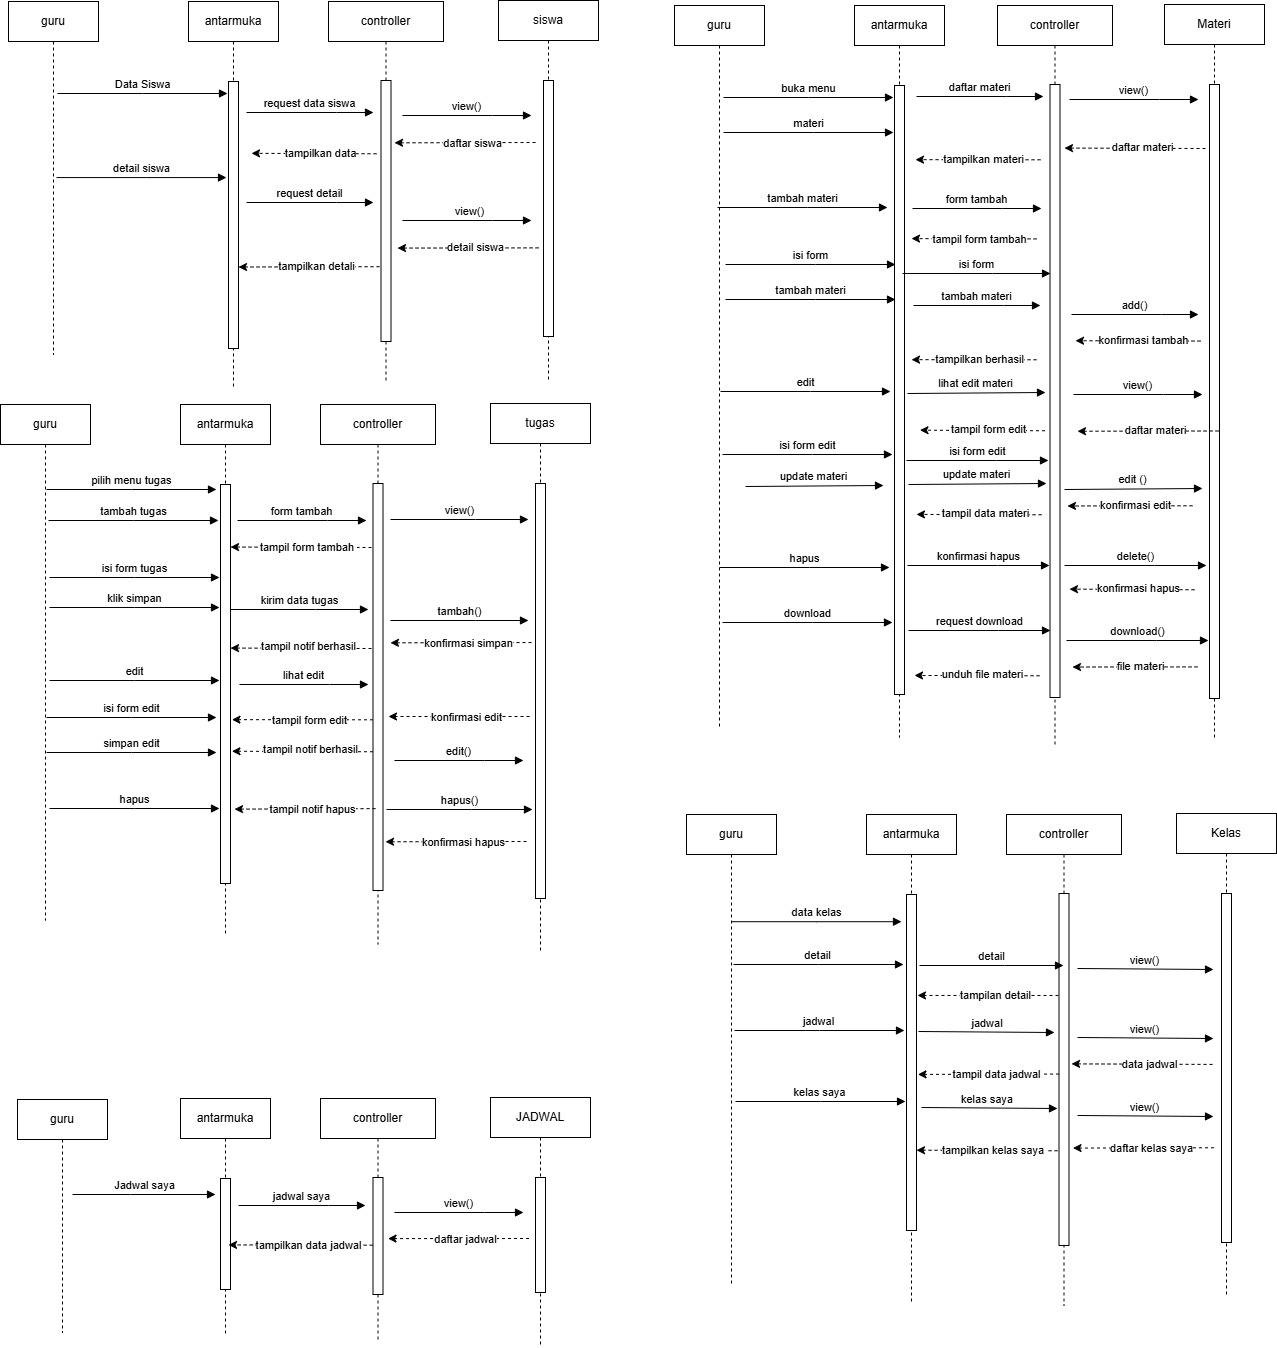 guru
antarmuka
controller
siswa
Data Siswa
request data siswa
view()
daftar siswa
tampilkan data
detail siswa
request detail
view()
detail siswa
tampilkan detali
guru
antarmuka
controller
Materi
buka menu
daftar materi
view()
materi
daftar materi
tampilkan materi
tambah materi
form tambah
tampil form tambah
isi form
isi form
tambah materi
tambah materi
add()
konfirmasi tambah
tampilkan berhasil
edit
lihat edit materi
view()
tampil form edit
daftar materi
isi form edit
isi form edit
update materi
update materi
edit ()
konfirmasi edit
tampil data materi
hapus
konfirmasi hapus
delete()
konfirmasi hapus
download
request download
download()
file materi
unduh file materi
guru
antarmuka
controller
tugas
pilih menu tugas
tambah tugas
form tambah
view()
tampil form tambah
isi form tugas
klik simpan
kirim data tugas
tambah()
konfirmasi simpan
tampil notif berhasil
edit
lihat edit
isi form edit
tampil form edit
konfirmasi edit
simpan edit
tampil notif berhasil
edit()
hapus
tampil notif hapus
hapus()
konfirmasi hapus
guru
antarmuka
controller
Kelas
data kelas
detail
detail
view()
tampilan detail
jadwal
jadwal
view()
data jadwal
tampil data jadwal
kelas saya
kelas saya
view()
daftar kelas saya
tampilkan kelas saya
guru
antarmuka
controller
JADWAL
Jadwal saya
jadwal saya
view()
daftar jadwal
tampilkan data jadwal